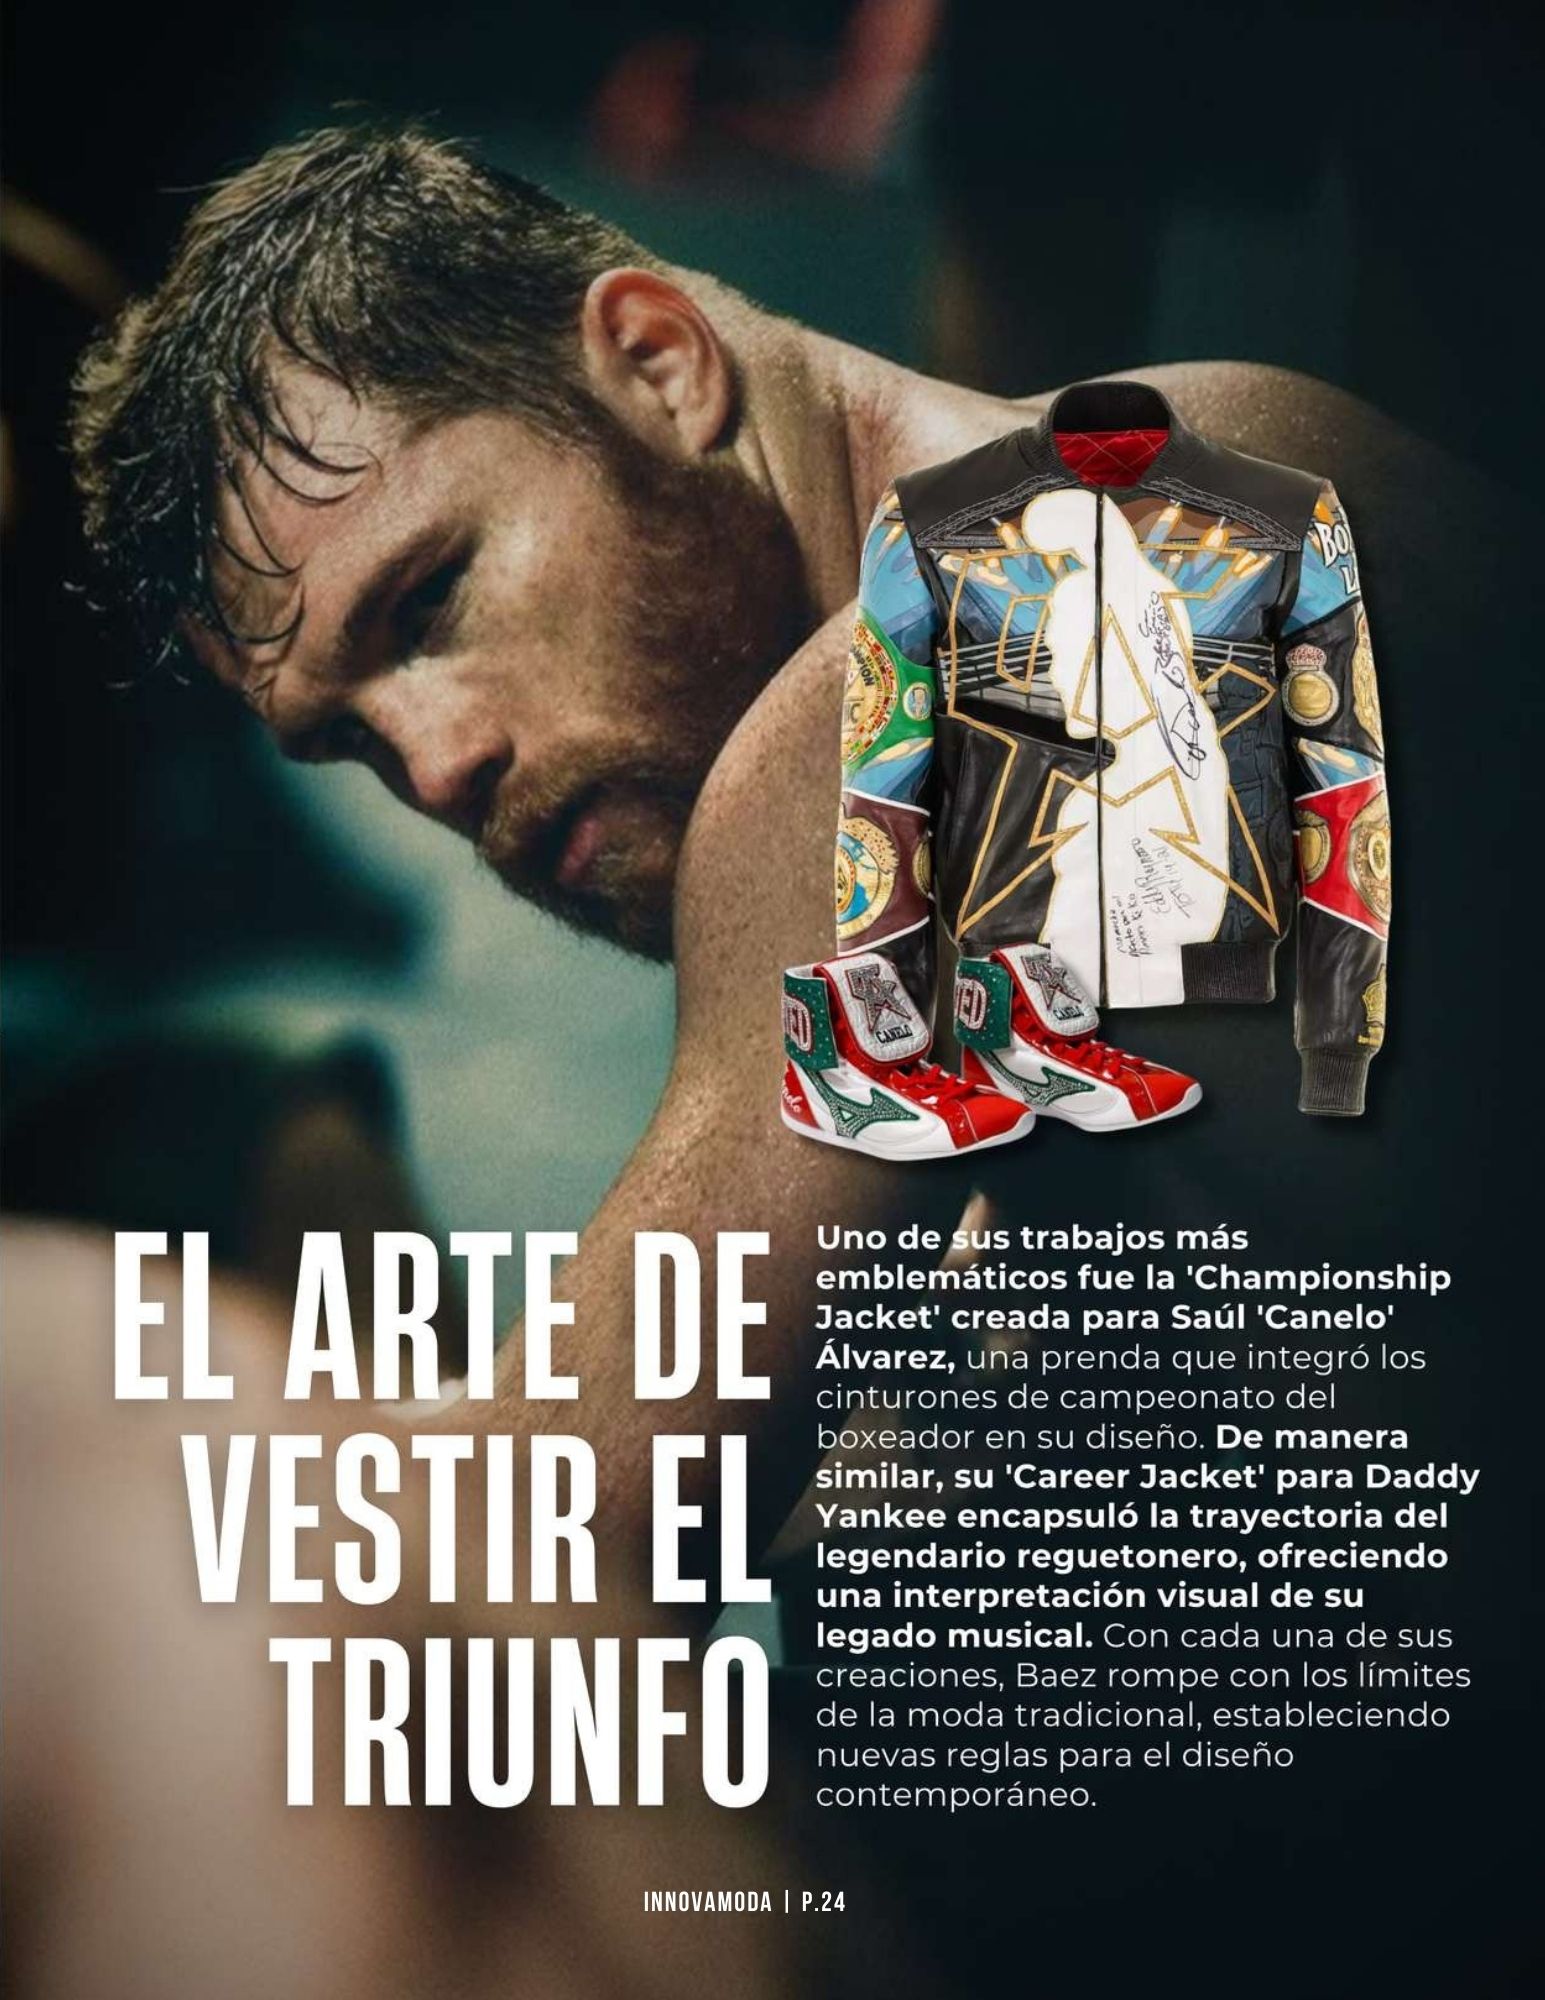 BO
L
CANELO
CANELO
TED
EL ARTE DE
VESTIR EL
TRIUNFO
Uno de sus trabajos más
emblemáticos fue la 'Championship
Jacket' creada para Saúl 'Canelo'
Álvarez, una prenda que integró los
cinturones de campeonato del
boxeador en su diseño. De manera
similar, su 'Career Jacket' para Daddy
Yankee encapsuló la trayectoria del
legendario reguetonero, ofreciendo
una interpretación visual de su
legado musical. Con cada una de sus
creaciones, Baez rompe con los límites
de la moda tradicional, estableciendo
nuevas reglas para el diseño
contemporáneo.
INNOVAMODA | P.24